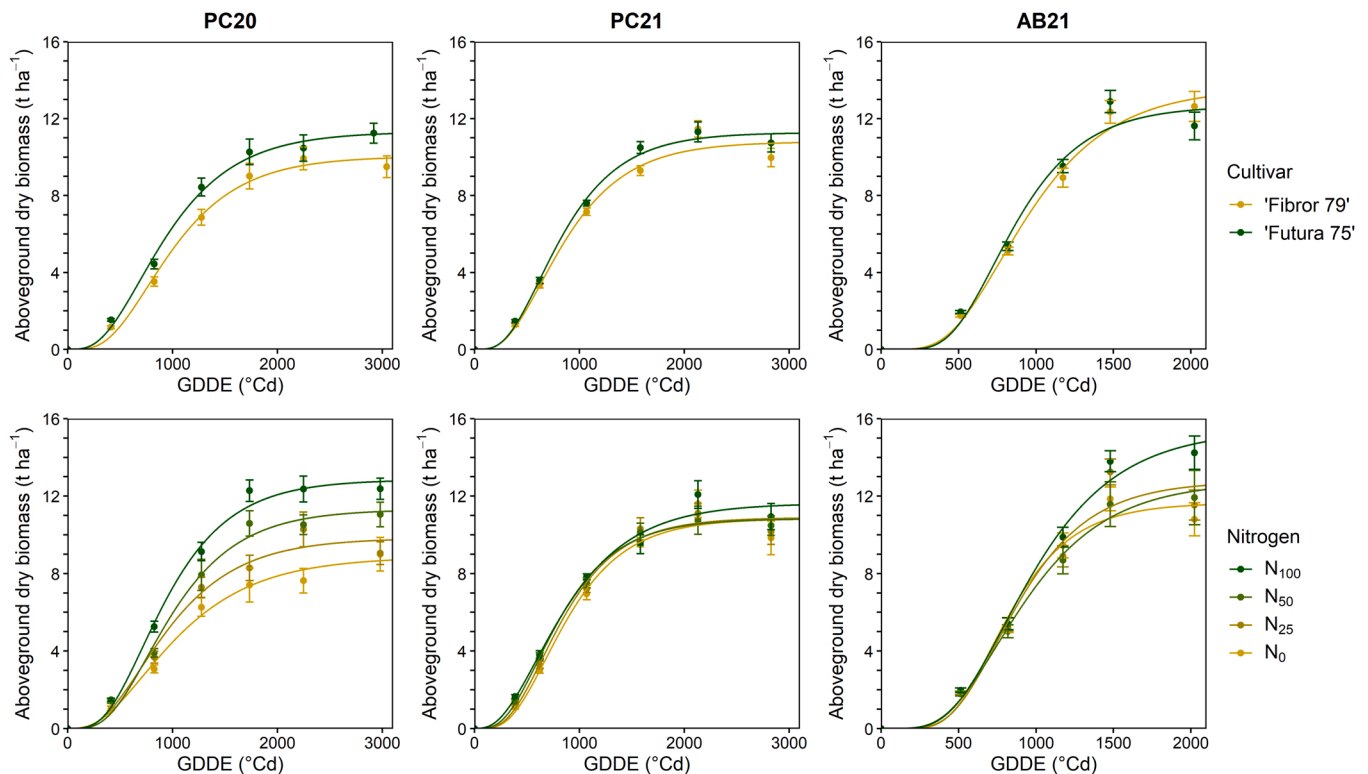 PC20
PC21
AB21
Aboveground dry biomass (t ha⁻¹)
16
12
8
4
0
0 1000 2000 3000
GDDE (°Cd)
Aboveground dry biomass (t ha⁻¹)
16
12
8
4
0
0 1000 2000 3000
GDDE (°Cd)
Aboveground dry biomass (t ha⁻¹)
16
12
8
4
0
0 500 1000 1500 2000
GDDE (°Cd)
Cultivar
'Fibror 79'
'Futura 75'
Aboveground dry biomass (t ha⁻¹)
16
12
8
4
0
0 1000 2000 3000
GDDE (°Cd)
Aboveground dry biomass (t ha⁻¹)
16
12
8
4
0
0 1000 2000 3000
GDDE (°Cd)
Aboveground dry biomass (t ha⁻¹)
16
12
8
4
0
0 500 1000 1500 2000
GDDE (°Cd)
Nitrogen
N₁₀₀
N₅₀
N₂₅
N₀